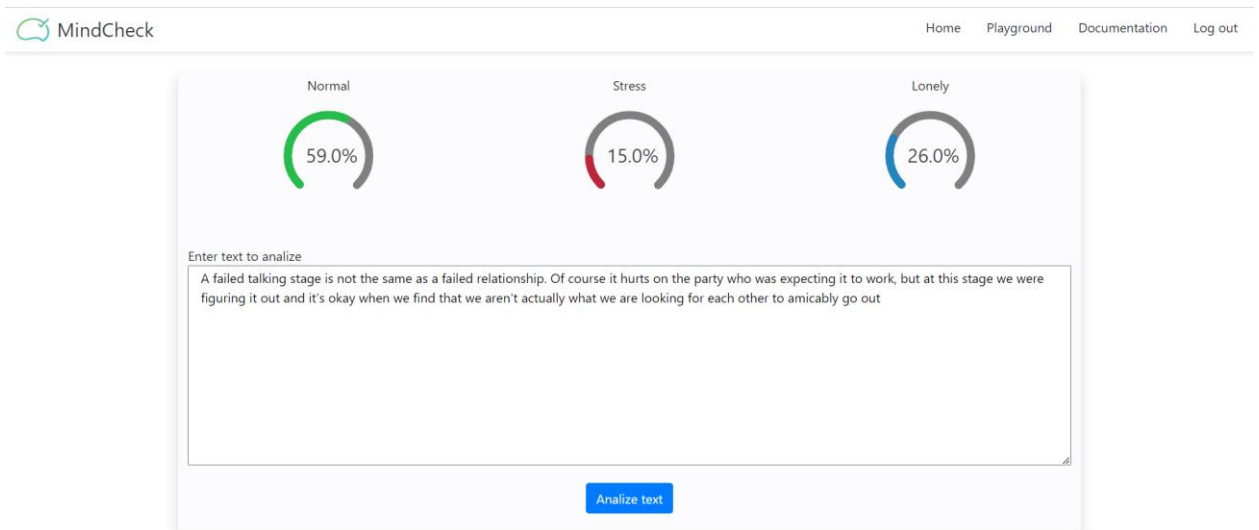 MindCheck
Home Playground Documentation Log out
Normal Stress Lonely
59.0% 15.0% 26.0%
Enter text to analize
A failed talking stage is not the same as a failed relationship. Of course it hurts on the party who was expecting it to work, but at this stage we were
figuring it out and it's okay when we find that we aren't actually what we are looking for each other to amicably go out
Analize text